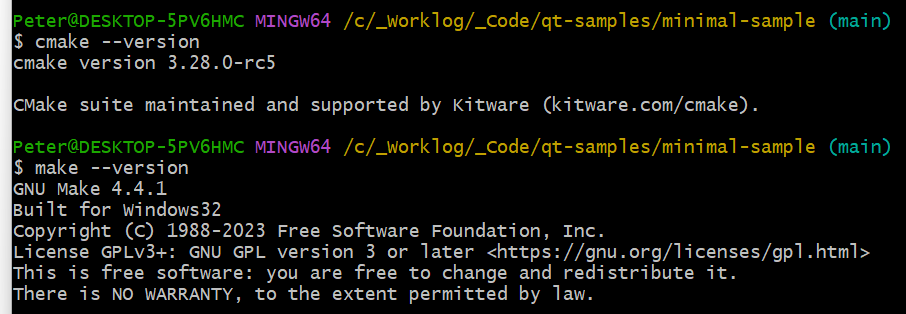 Peter@DESKTOP-5PV6HMC MINGW64 /c/_Worklog/_Code/qt-samples/minimal-sample (main)
$ cmake --version
cmake version 3.28.0-rc5

CMake suite maintained and supported by Kitware (kitware.com/cmake).

Peter@DESKTOP-5PV6HMC MINGW64 /c/_Worklog/_Code/qt-samples/minimal-sample (main)
$ make --version
GNU Make 4.4.1
Built for Windows32
Copyright (C) 1988-2023 Free Software Foundation, Inc.
License GPLv3+: GNU GPL version 3 or later <https://gnu.org/licenses/gpl.html>
This is free software: you are free to change and redistribute it.
There is NO WARRANTY, to the extent permitted by law.